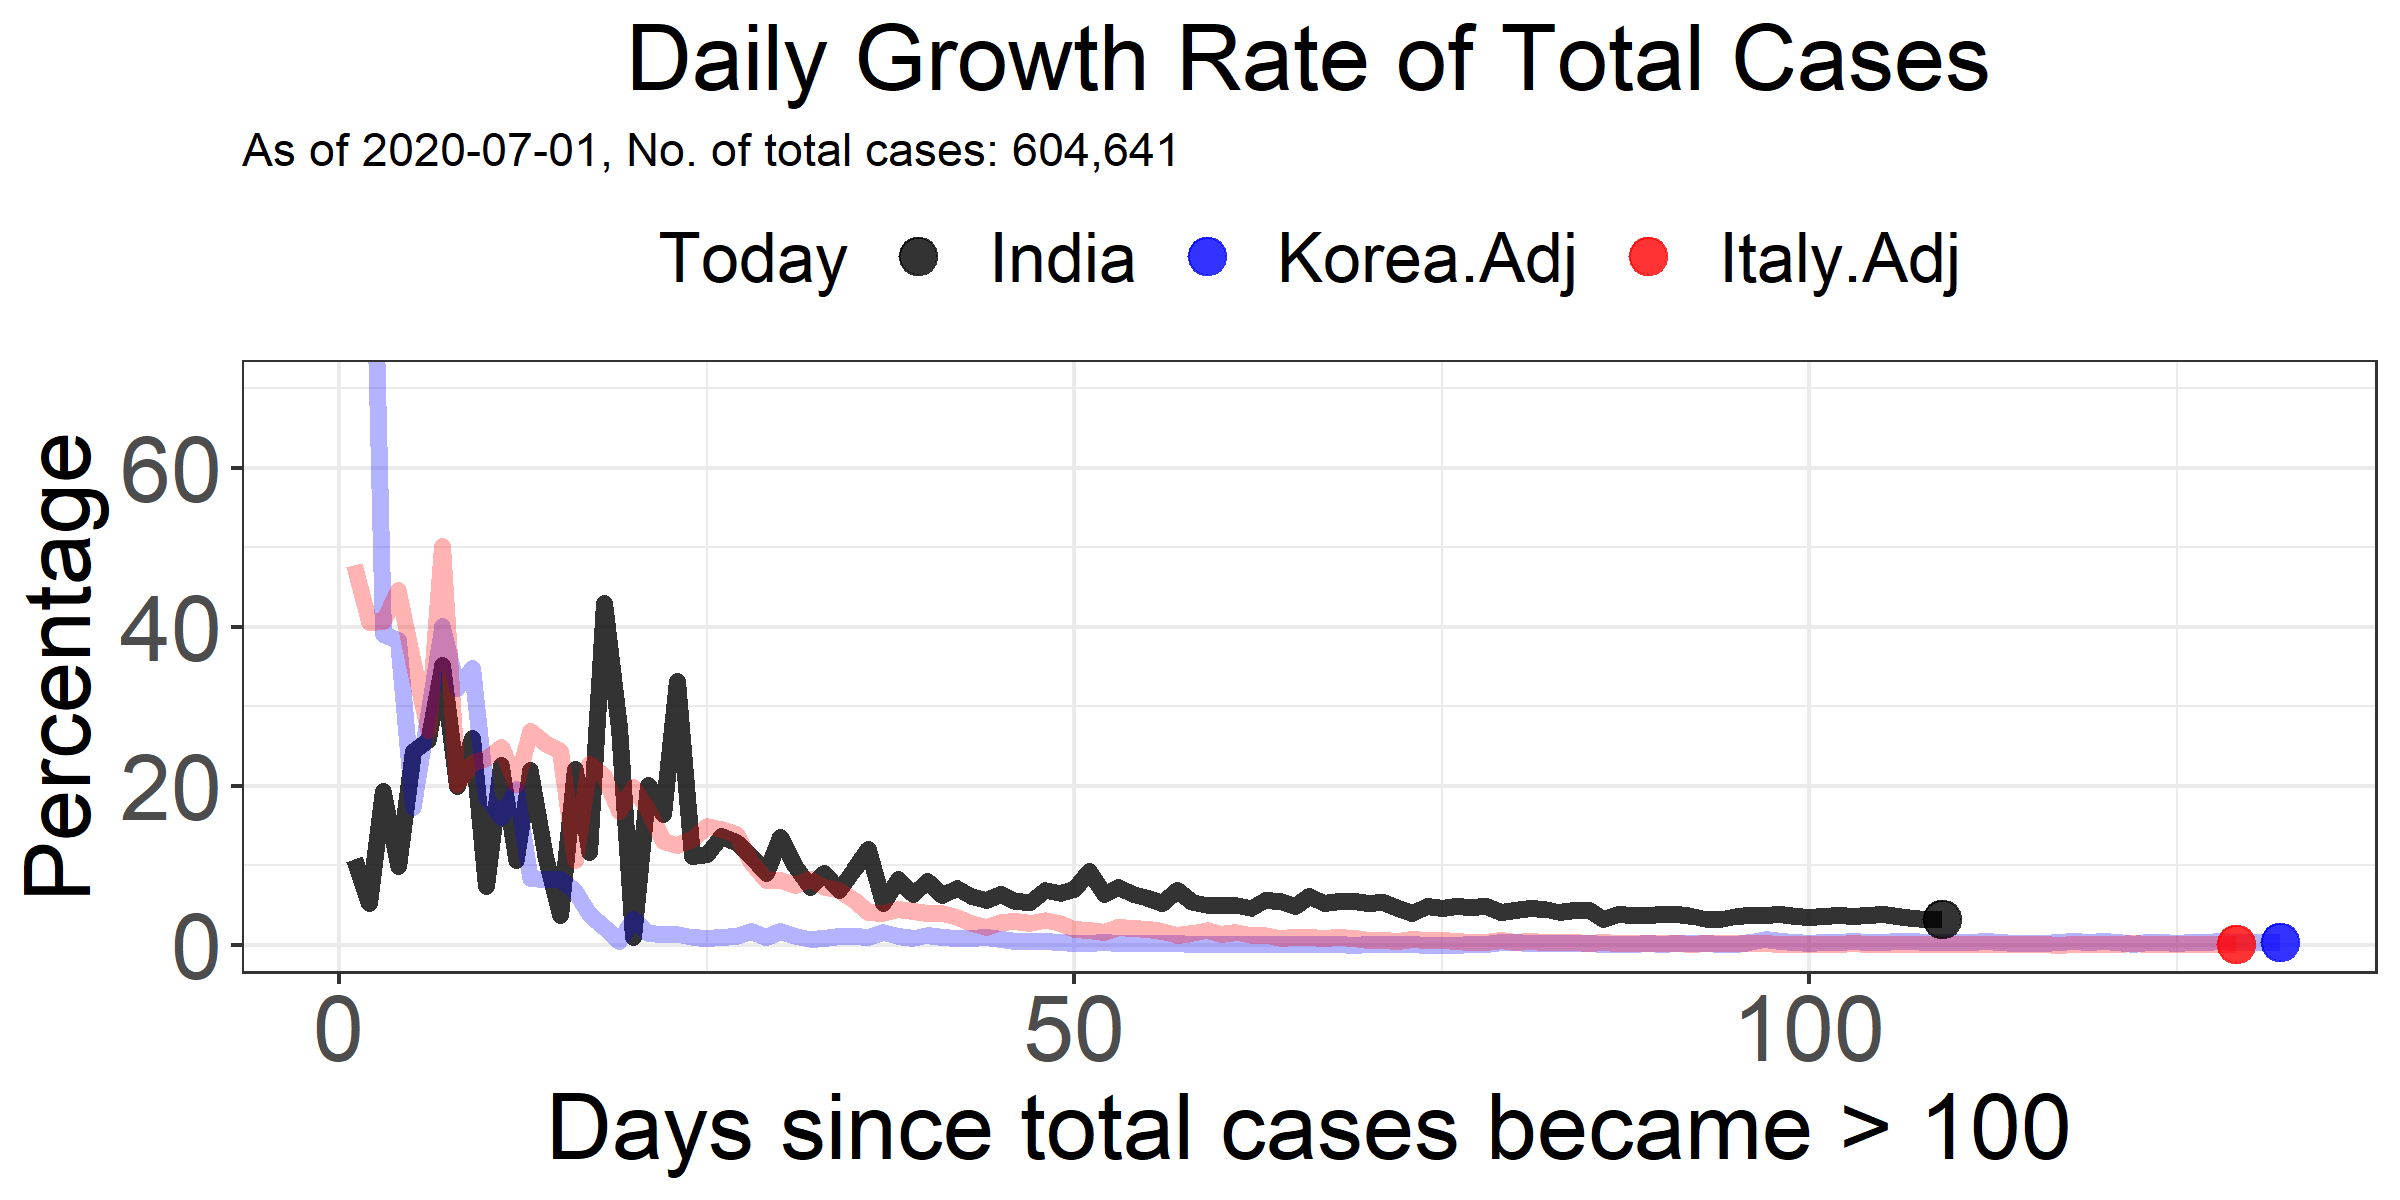 Daily Growth Rate of Total Cases
As of 2020-07-01, No. of total cases: 604,641
Today India Korea.Adj Italy.Adj
Percentage
60
40
20
0
0 50 100
Days since total cases became > 100